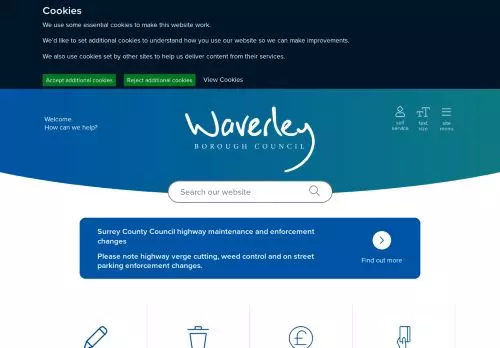 Cookies
We use some essential cookies to make this website work.
We'd like to set additional cookies to understand how you use our website so we can make improvements.
We also use cookies set by other sites to help us deliver content from their services.
Accept additional cookies
Reject additional cookies
View Cookies
Welcome.
How can we help?
Waverley
BOROUGH COUNCIL
self
service
text
size
site
menu
Search our website
Surrey County Council highway maintenance and enforcement
changes
Please note highway verge cutting, weed control and on street
parking enforcement changes.
Find out more